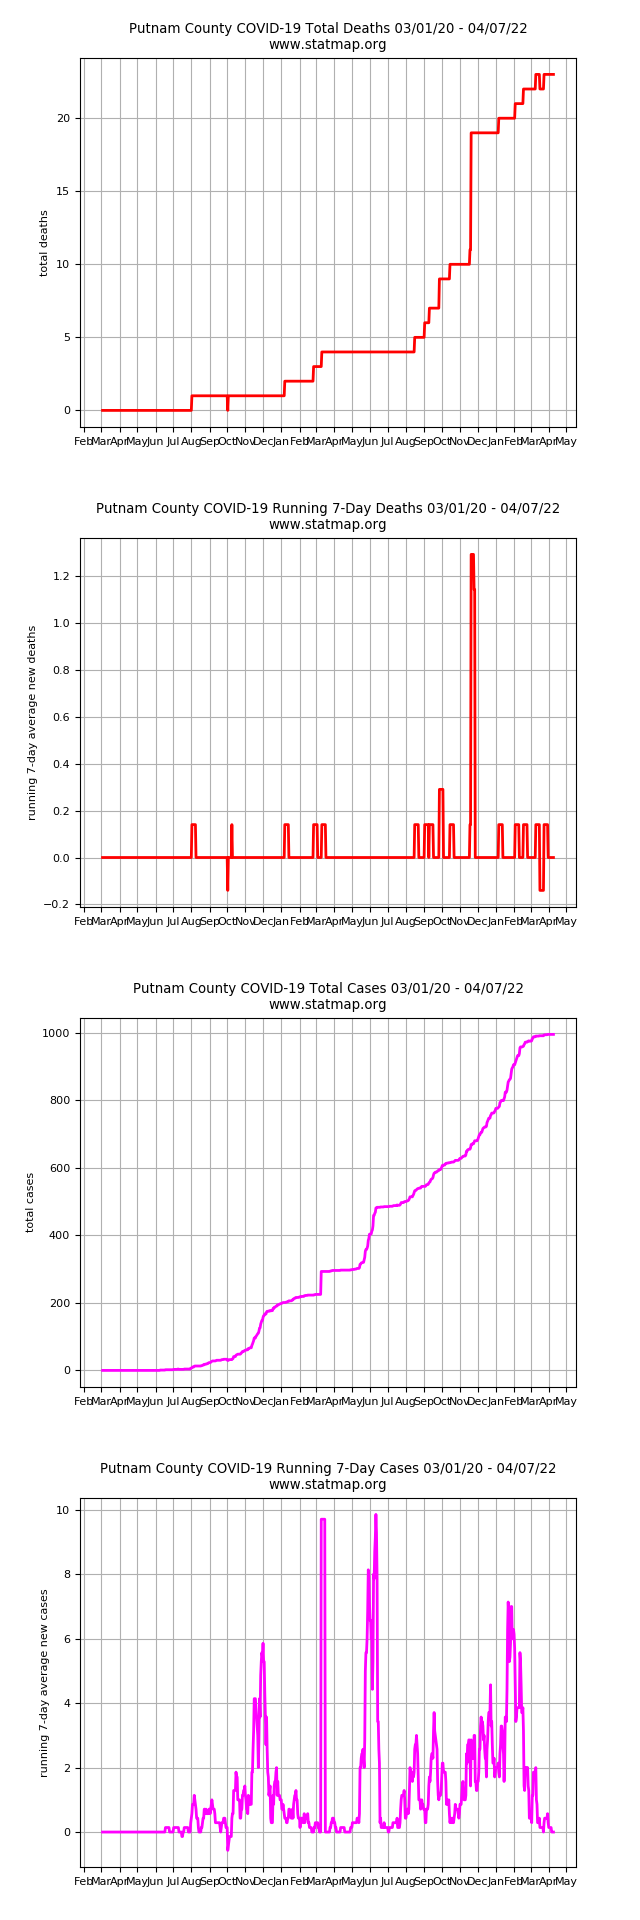 Putnam County COVID-19 Total Deaths 03/01/20 - 04/07/22
www.statmap.org
total deaths
20
15
10
5
0
Feb Mar Apr May Jun Jul Aug Sep Oct Nov Dec Jan Feb Mar Apr May Jun Jul Aug Sep Oct Nov Dec Jan Feb Mar Apr May
Putnam County COVID-19 Running 7-Day Deaths 03/01/20 - 04/07/22
www.statmap.org
running 7-day average new deaths
1.2
1.0
0.8
0.6
0.4
0.2
0.0
−0.2
Feb Mar Apr May Jun Jul Aug Sep Oct Nov Dec Jan Feb Mar Apr May Jun Jul Aug Sep Oct Nov Dec Jan Feb Mar Apr May
Putnam County COVID-19 Total Cases 03/01/20 - 04/07/22
www.statmap.org
total cases
1000
800
600
400
200
0
Feb Mar Apr May Jun Jul Aug Sep Oct Nov Dec Jan Feb Mar Apr May Jun Jul Aug Sep Oct Nov Dec Jan Feb Mar Apr May
Putnam County COVID-19 Running 7-Day Cases 03/01/20 - 04/07/22
www.statmap.org
running 7-day average new cases
10
8
6
4
2
0
Feb Mar Apr May Jun Jul Aug Sep Oct Nov Dec Jan Feb Mar Apr May Jun Jul Aug Sep Oct Nov Dec Jan Feb Mar Apr May